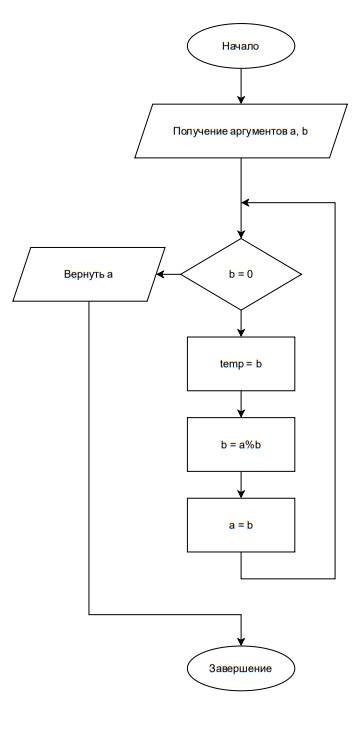 Начало
Получение аргументов a, b
b = 0
Вернуть a
temp = b
b = a%b
a = b
Завершение